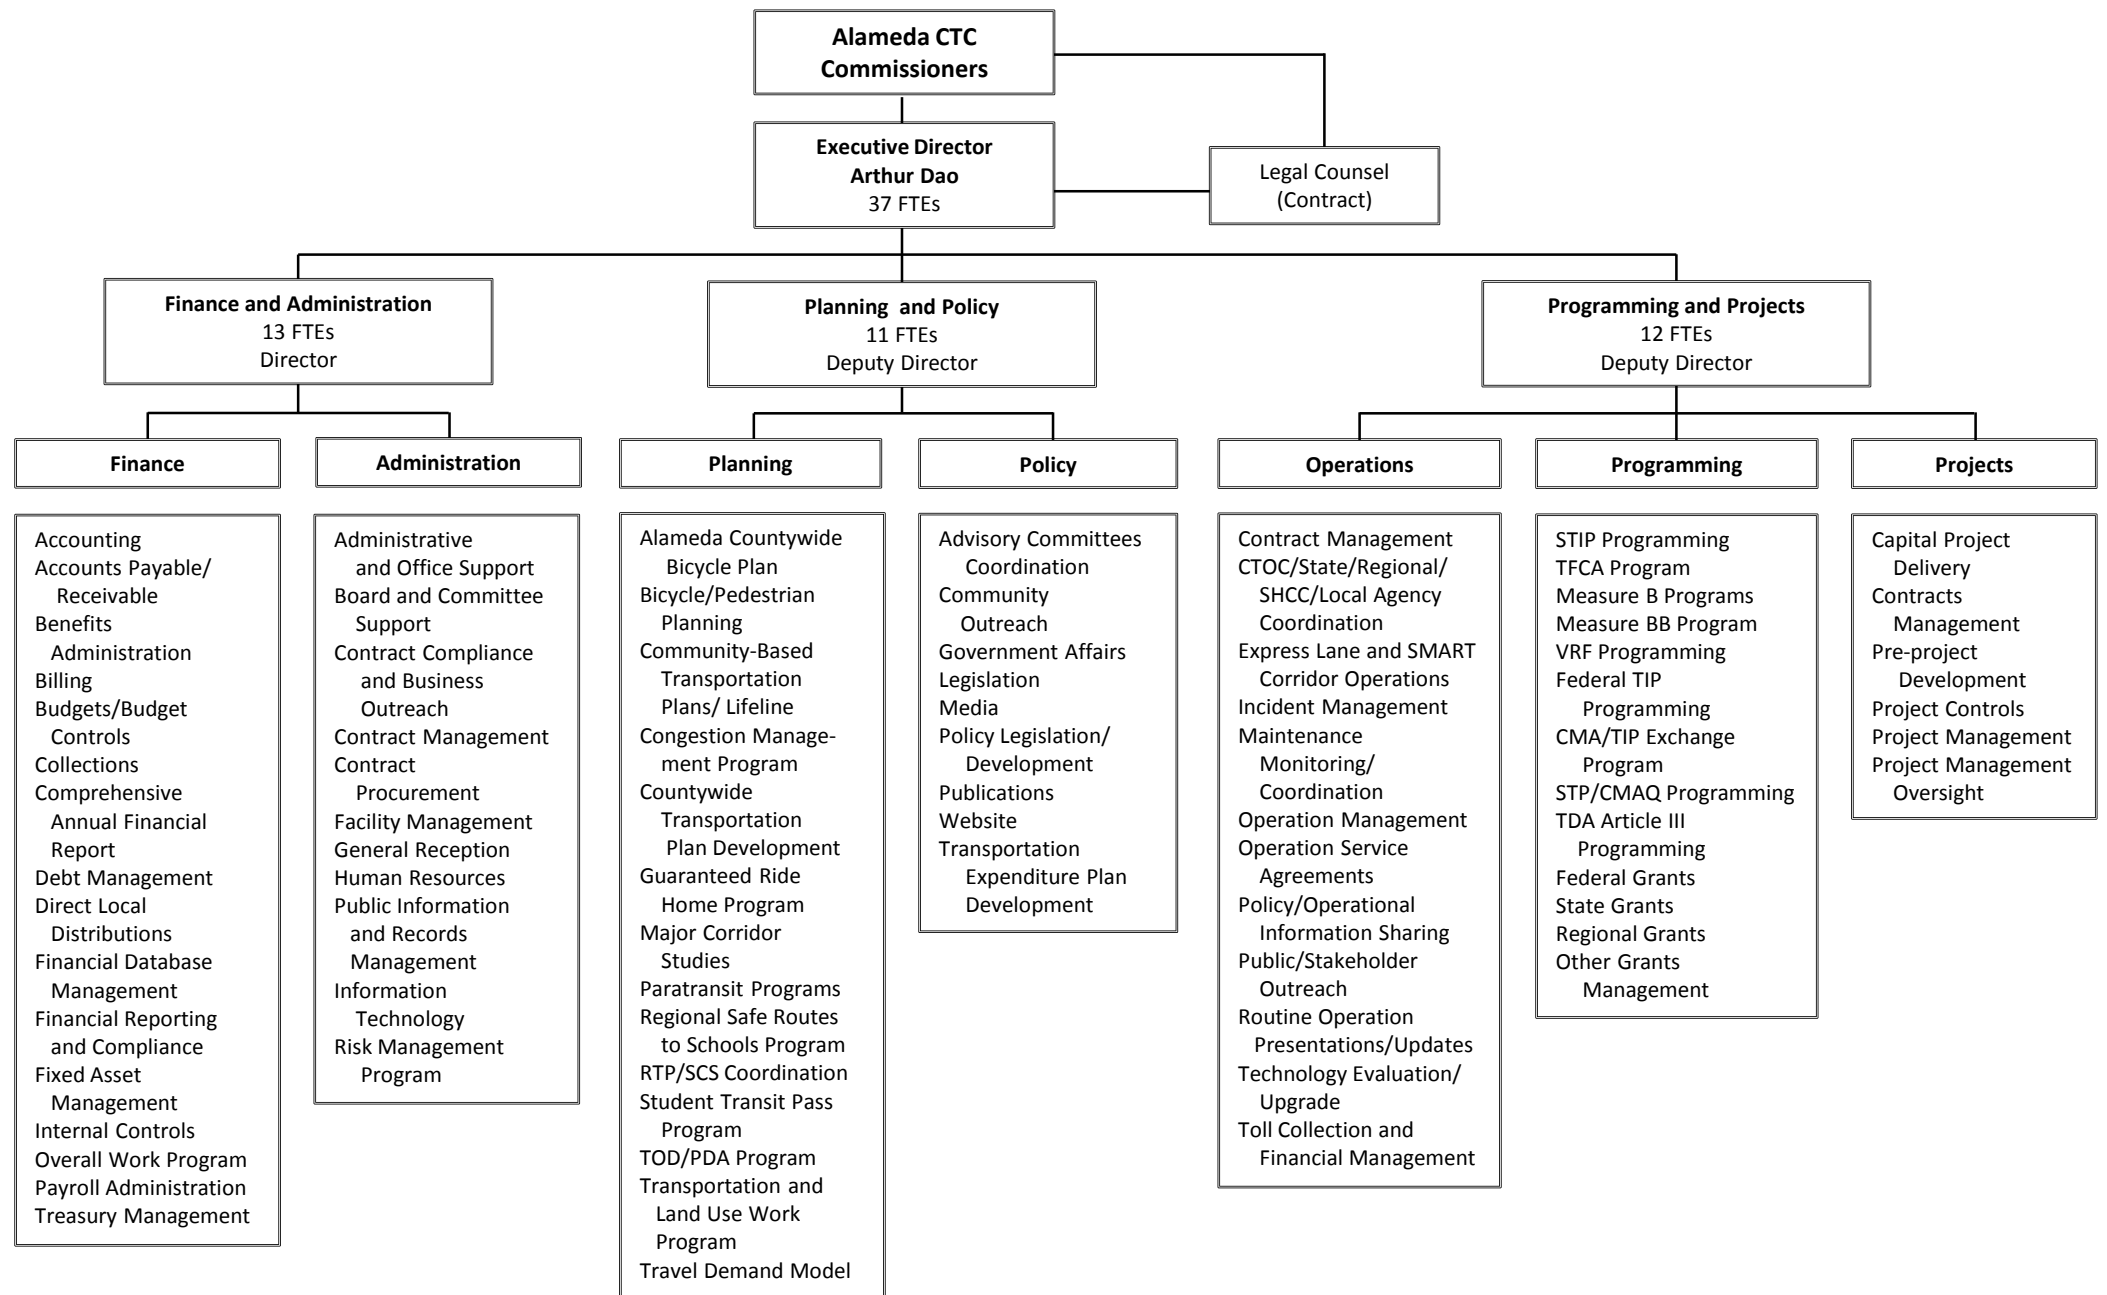 Alameda CTC
Commissioners
Executive Director
Arthur Dao
37 FTEs
Legal Counsel
(Contract)
Finance and Administration
13 FTEs
Director
Planning and Policy
11 FTEs
Deputy Director
Programming and Projects
12 FTEs
Deputy Director
Finance
Administration
Planning
Policy
Operations
Programming
Projects
Accounting
Accounts Payable/
Receivable
Benefits
Administration
Billing
Budgets/Budget
Controls
Collections
Comprehensive
Annual Financial
Report
Debt Management
Direct Local
Distributions
Financial Database
Management
Financial Reporting
and Compliance
Fixed Asset
Management
Internal Controls
Overall Work Program
Payroll Administration
Treasury Management
Administrative
and Office Support
Board and Committee
Support
Contract Compliance
and Business
Outreach
Contract Management
Contract
Procurement
Facility Management
General Reception
Human Resources
Public Information
and Records
Management
Information
Technology
Risk Management
Program
Alameda Countywide
Bicycle Plan
Bicycle/Pedestrian
Planning
Community-Based
Transportation
Plans/ Lifeline
Congestion Manage-
ment Program
Countywide
Transportation
Plan Development
Guaranteed Ride
Home Program
Major Corridor
Studies
Paratransit Programs
Regional Safe Routes
to Schools Program
RTP/SCS Coordination
Student Transit Pass
Program
TOD/PDA Program
Transportation and
Land Use Work
Program
Travel Demand Model
Advisory Committees
Coordination
Community
Outreach
Government Affairs
Legislation
Media
Policy Legislation/
Development
Publications
Website
Transportation
Expenditure Plan
Development
Contract Management
CTOC/State/Regional/
SHCC/Local Agency
Coordination
Express Lane and SMART
Corridor Operations
Incident Management
Maintenance
Monitoring/
Coordination
Operation Management
Operation Service
Agreements
Policy/Operational
Information Sharing
Public/Stakeholder
Outreach
Routine Operation
Presentations/Updates
Technology Evaluation/
Upgrade
Toll Collection and
Financial Management
STIP Programming
TFCA Program
Measure B Programs
Measure BB Program
VRF Programming
Federal TIP
Programming
CMA/TIP Exchange
Program
STP/CMAQ Programming
TDA Article III
Programming
Federal Grants
State Grants
Regional Grants
Other Grants
Management
Capital Project
Delivery
Contracts
Management
Pre-project
Development
Project Controls
Project Management
Project Management
Oversight